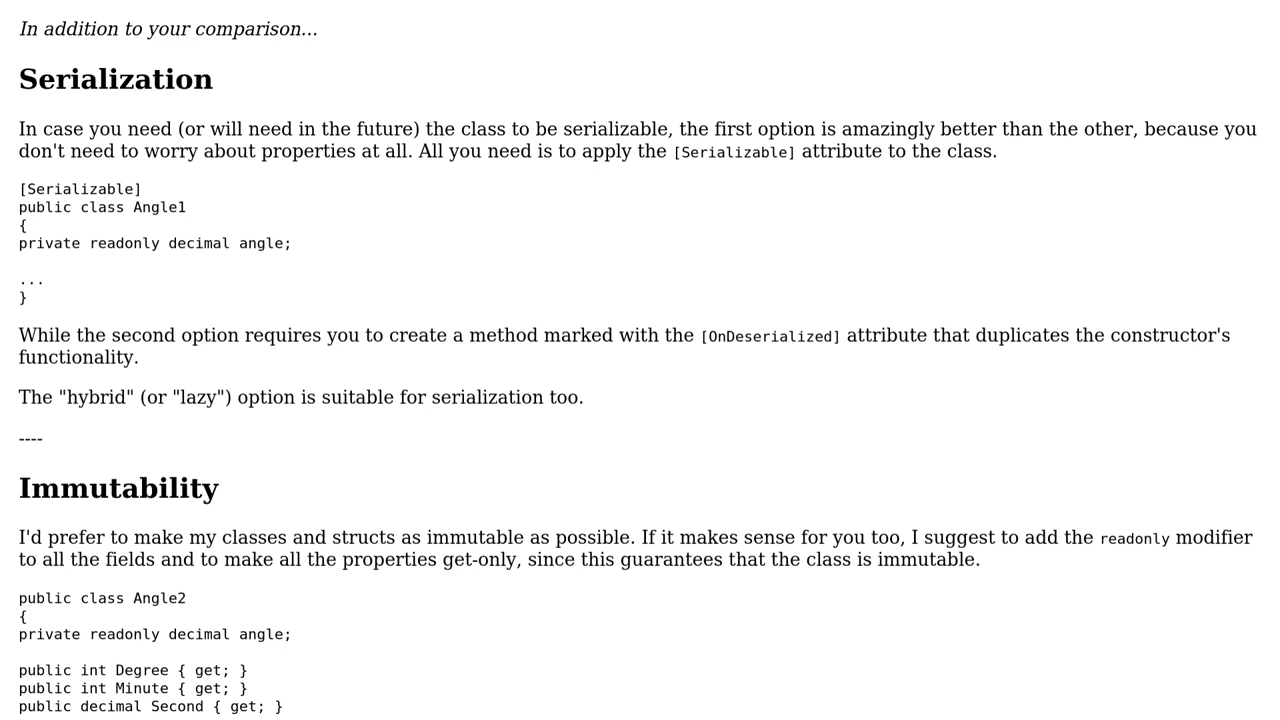 In addition to your comparison...
Serialization
In case you need (or will need in the future) the class to be serializable, the first option is amazingly better than the other, because you
don't need to worry about properties at all. All you need is to apply the [Serializable] attribute to the class.
[Serializable]
public class Angle1
{
private readonly decimal angle;
...
}
While the second option requires you to create a method marked with the [OnDeserialized] attribute that duplicates the constructor's
functionality.
The "hybrid" (or "lazy") option is suitable for serialization too.
----
Immutability
I'd prefer to make my classes and structs as immutable as possible. If it makes sense for you too, I suggest to add the readonly modifier
to all the fields and to make all the properties get-only, since this guarantees that the class is immutable.
public class Angle2
{
private readonly decimal angle;
public int Degree { get; }
public int Minute { get; }
public decimal Second { get; }